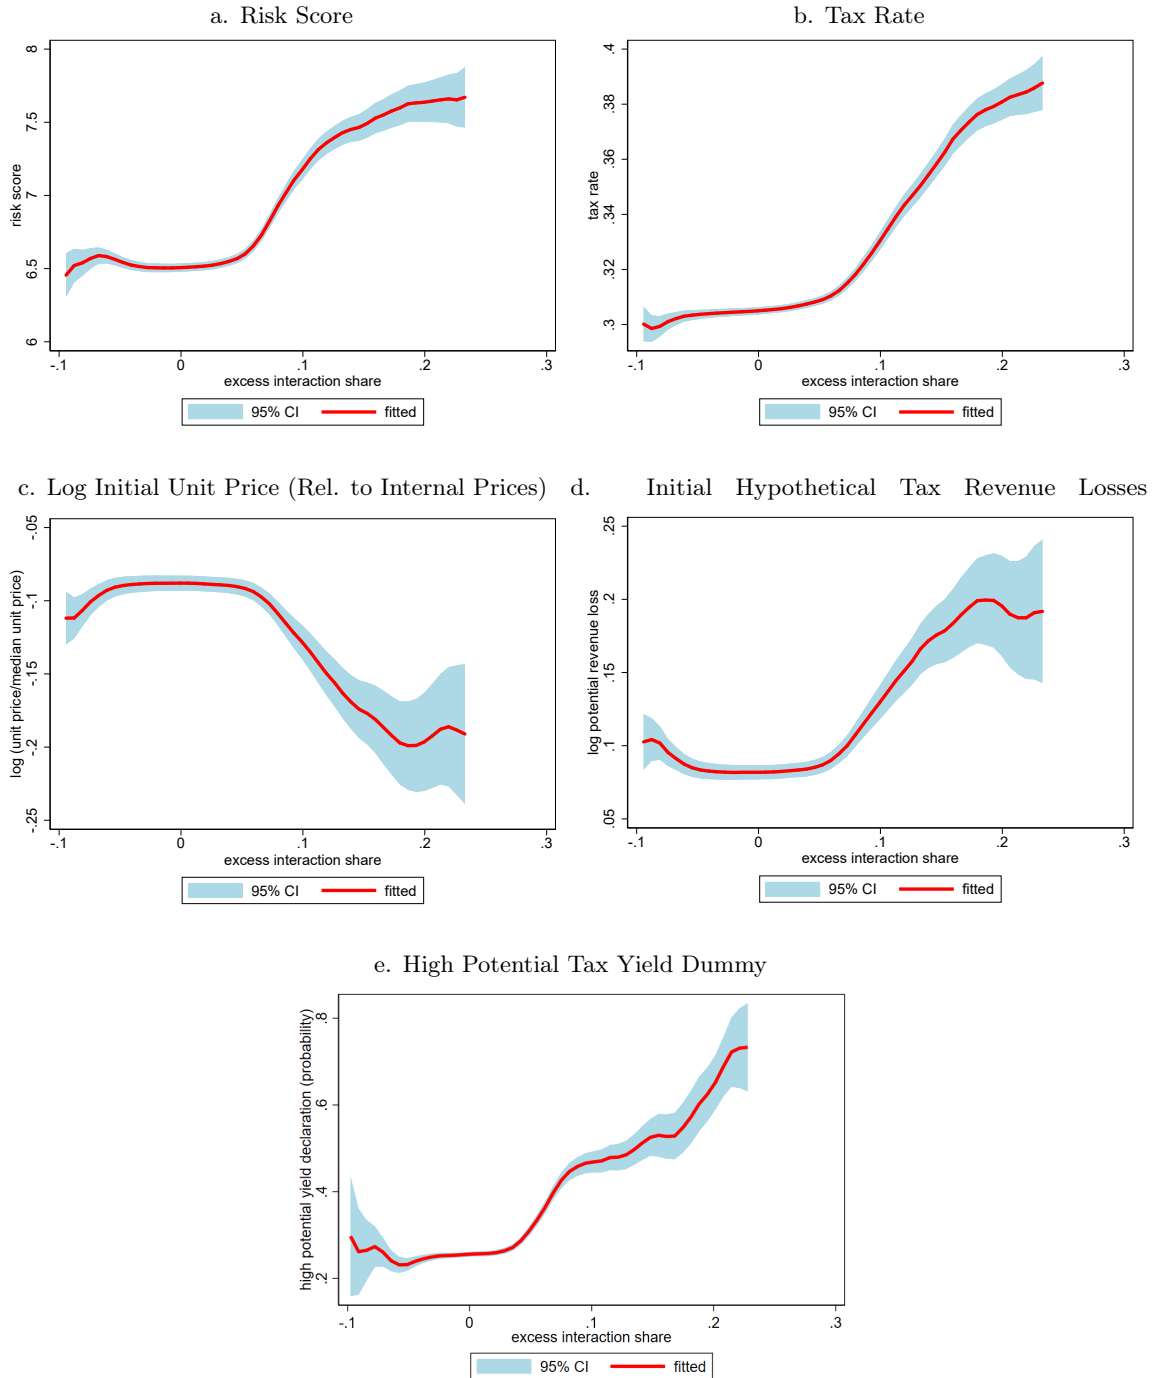 a. Risk Score
risk score
8
7.5
7
6.5
6
-.1 0 .1 .2 .3
excess interaction share
95% CI fitted
b. Tax Rate
tax rate
.4
.38
.36
.34
.32
.3
-.1 0 .1 .2 .3
excess interaction share
95% CI fitted
c. Log Initial Unit Price (Rel. to Internal Prices)
log (unit price/median unit price)
-.05
-.1
-.15
-.2
-.25
-.1 0 .1 .2 .3
excess interaction share
95% CI fitted
d. Initial Hypothetical Tax Revenue Losses
log potential revenue loss
.25
.2
.15
.1
.05
-.1 0 .1 .2 .3
excess interaction share
95% CI fitted
e. High Potential Tax Yield Dummy
high potential yield declaration (probability)
.8
.6
.4
.2
-.1 0 .1 .2 .3
excess interaction share
95% CI fitted